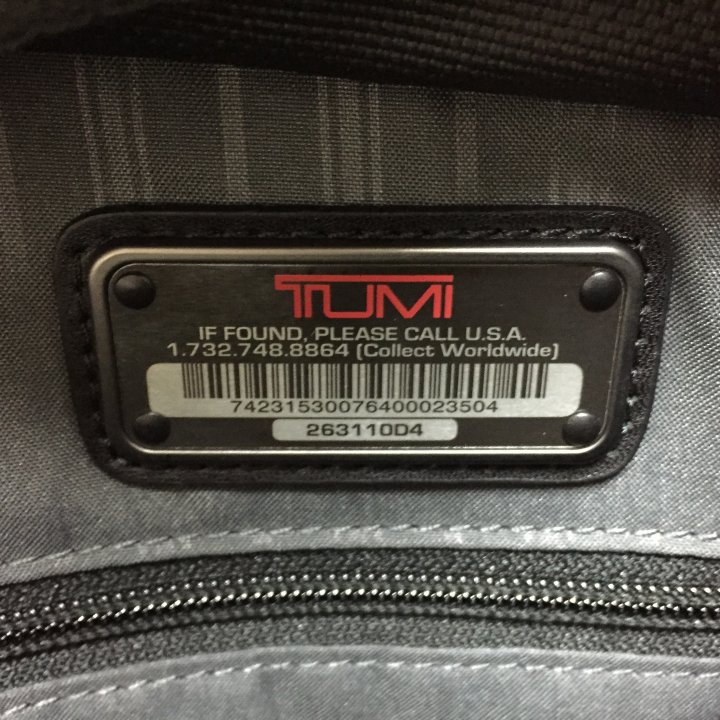 TUMI
IF FOUND, PLEASE CALL U.S.A.
1.732.748.8864 (Collect Worldwide)
74231530076400023504
263110D4